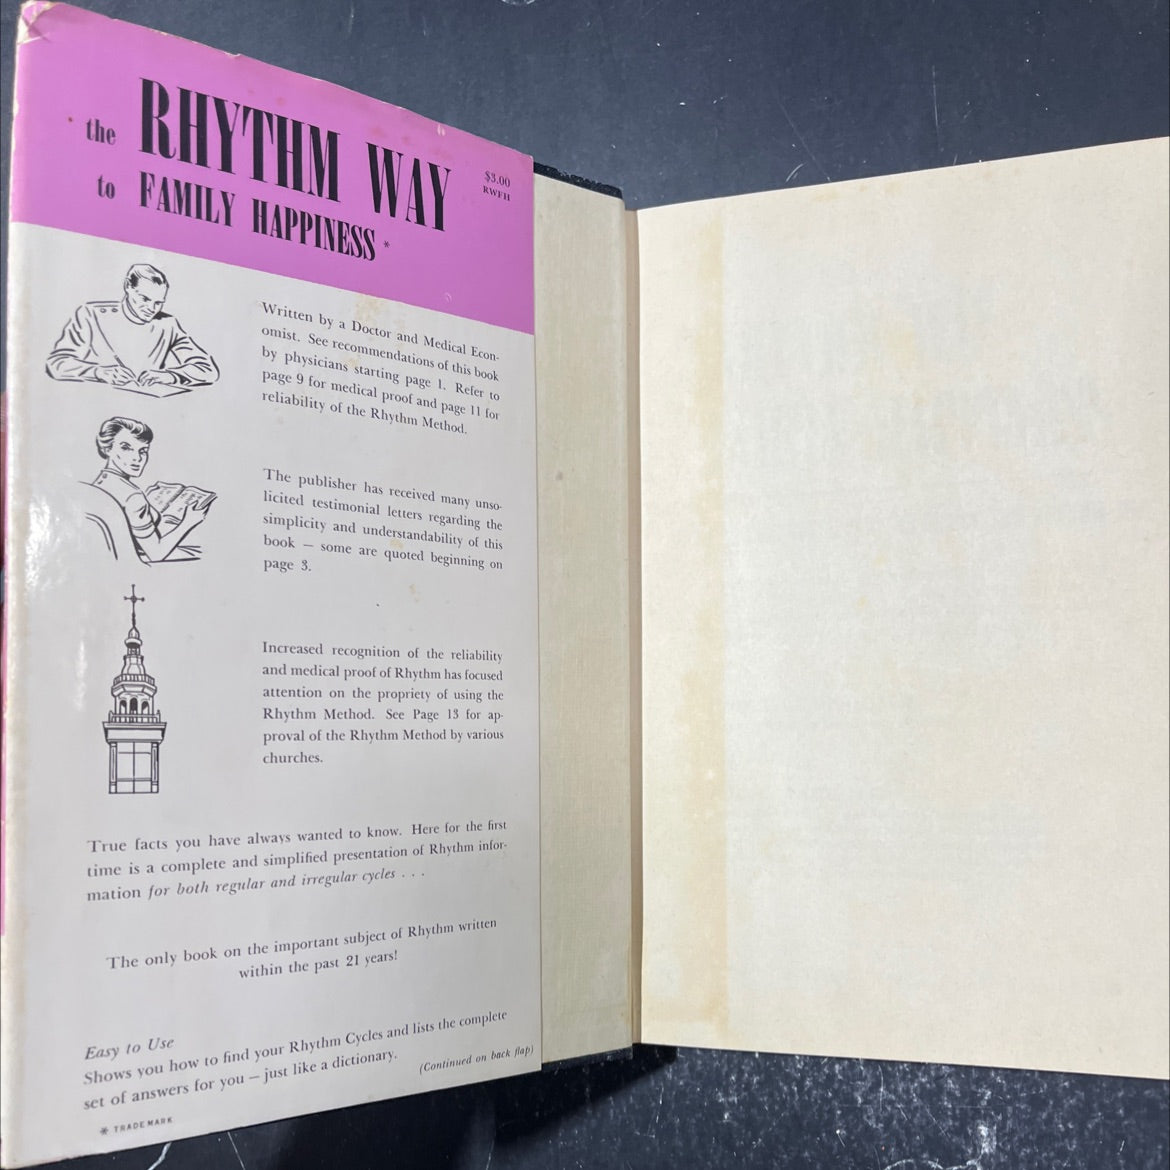 the RHYTHM WAY
to FAMILY HAPPINESS*
$3.00
RWFH
Written by a Doctor and Medical Econ-
omist. See recommendations of this book
by physicians starting page 1. Refer to
page 9 for medical proof and page 11 for
reliability of the Rhythm Method.
The publisher has received many unso-
licited testimonial letters regarding the
simplicity and understandability of this
book — some are quoted beginning on
page 3.
Increased recognition of the reliability
and medical proof of Rhythm has focused
attention on the propriety of using the
Rhythm Method. See Page 13 for ap-
proval of the Rhythm Method by various
churches.
True facts you have always wanted to know. Here for the first
time is a complete and simplified presentation of Rhythm infor-
mation for both regular and irregular cycles . . .
The only book on the important subject of Rhythm written
within the past 21 years!
Easy to Use
Shows you how to find your Rhythm Cycles and lists the complete
set of answers for you — just like a dictionary.
(Continued on back flap)
* TRADEMARK